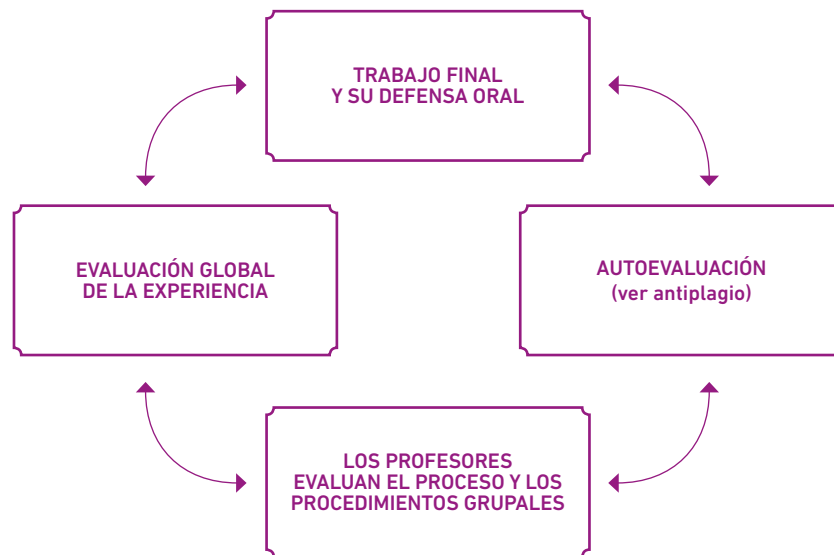 TRABAJO FINAL
Y SU DEFENSA ORAL
EVALUACIÓN GLOBAL
DE LA EXPERIENCIA
AUTOEVALUACIÓN
(ver antiplagio)
LOS PROFESORES
EVALUAN EL PROCESO Y LOS
PROCEDIMIENTOS GRUPALES